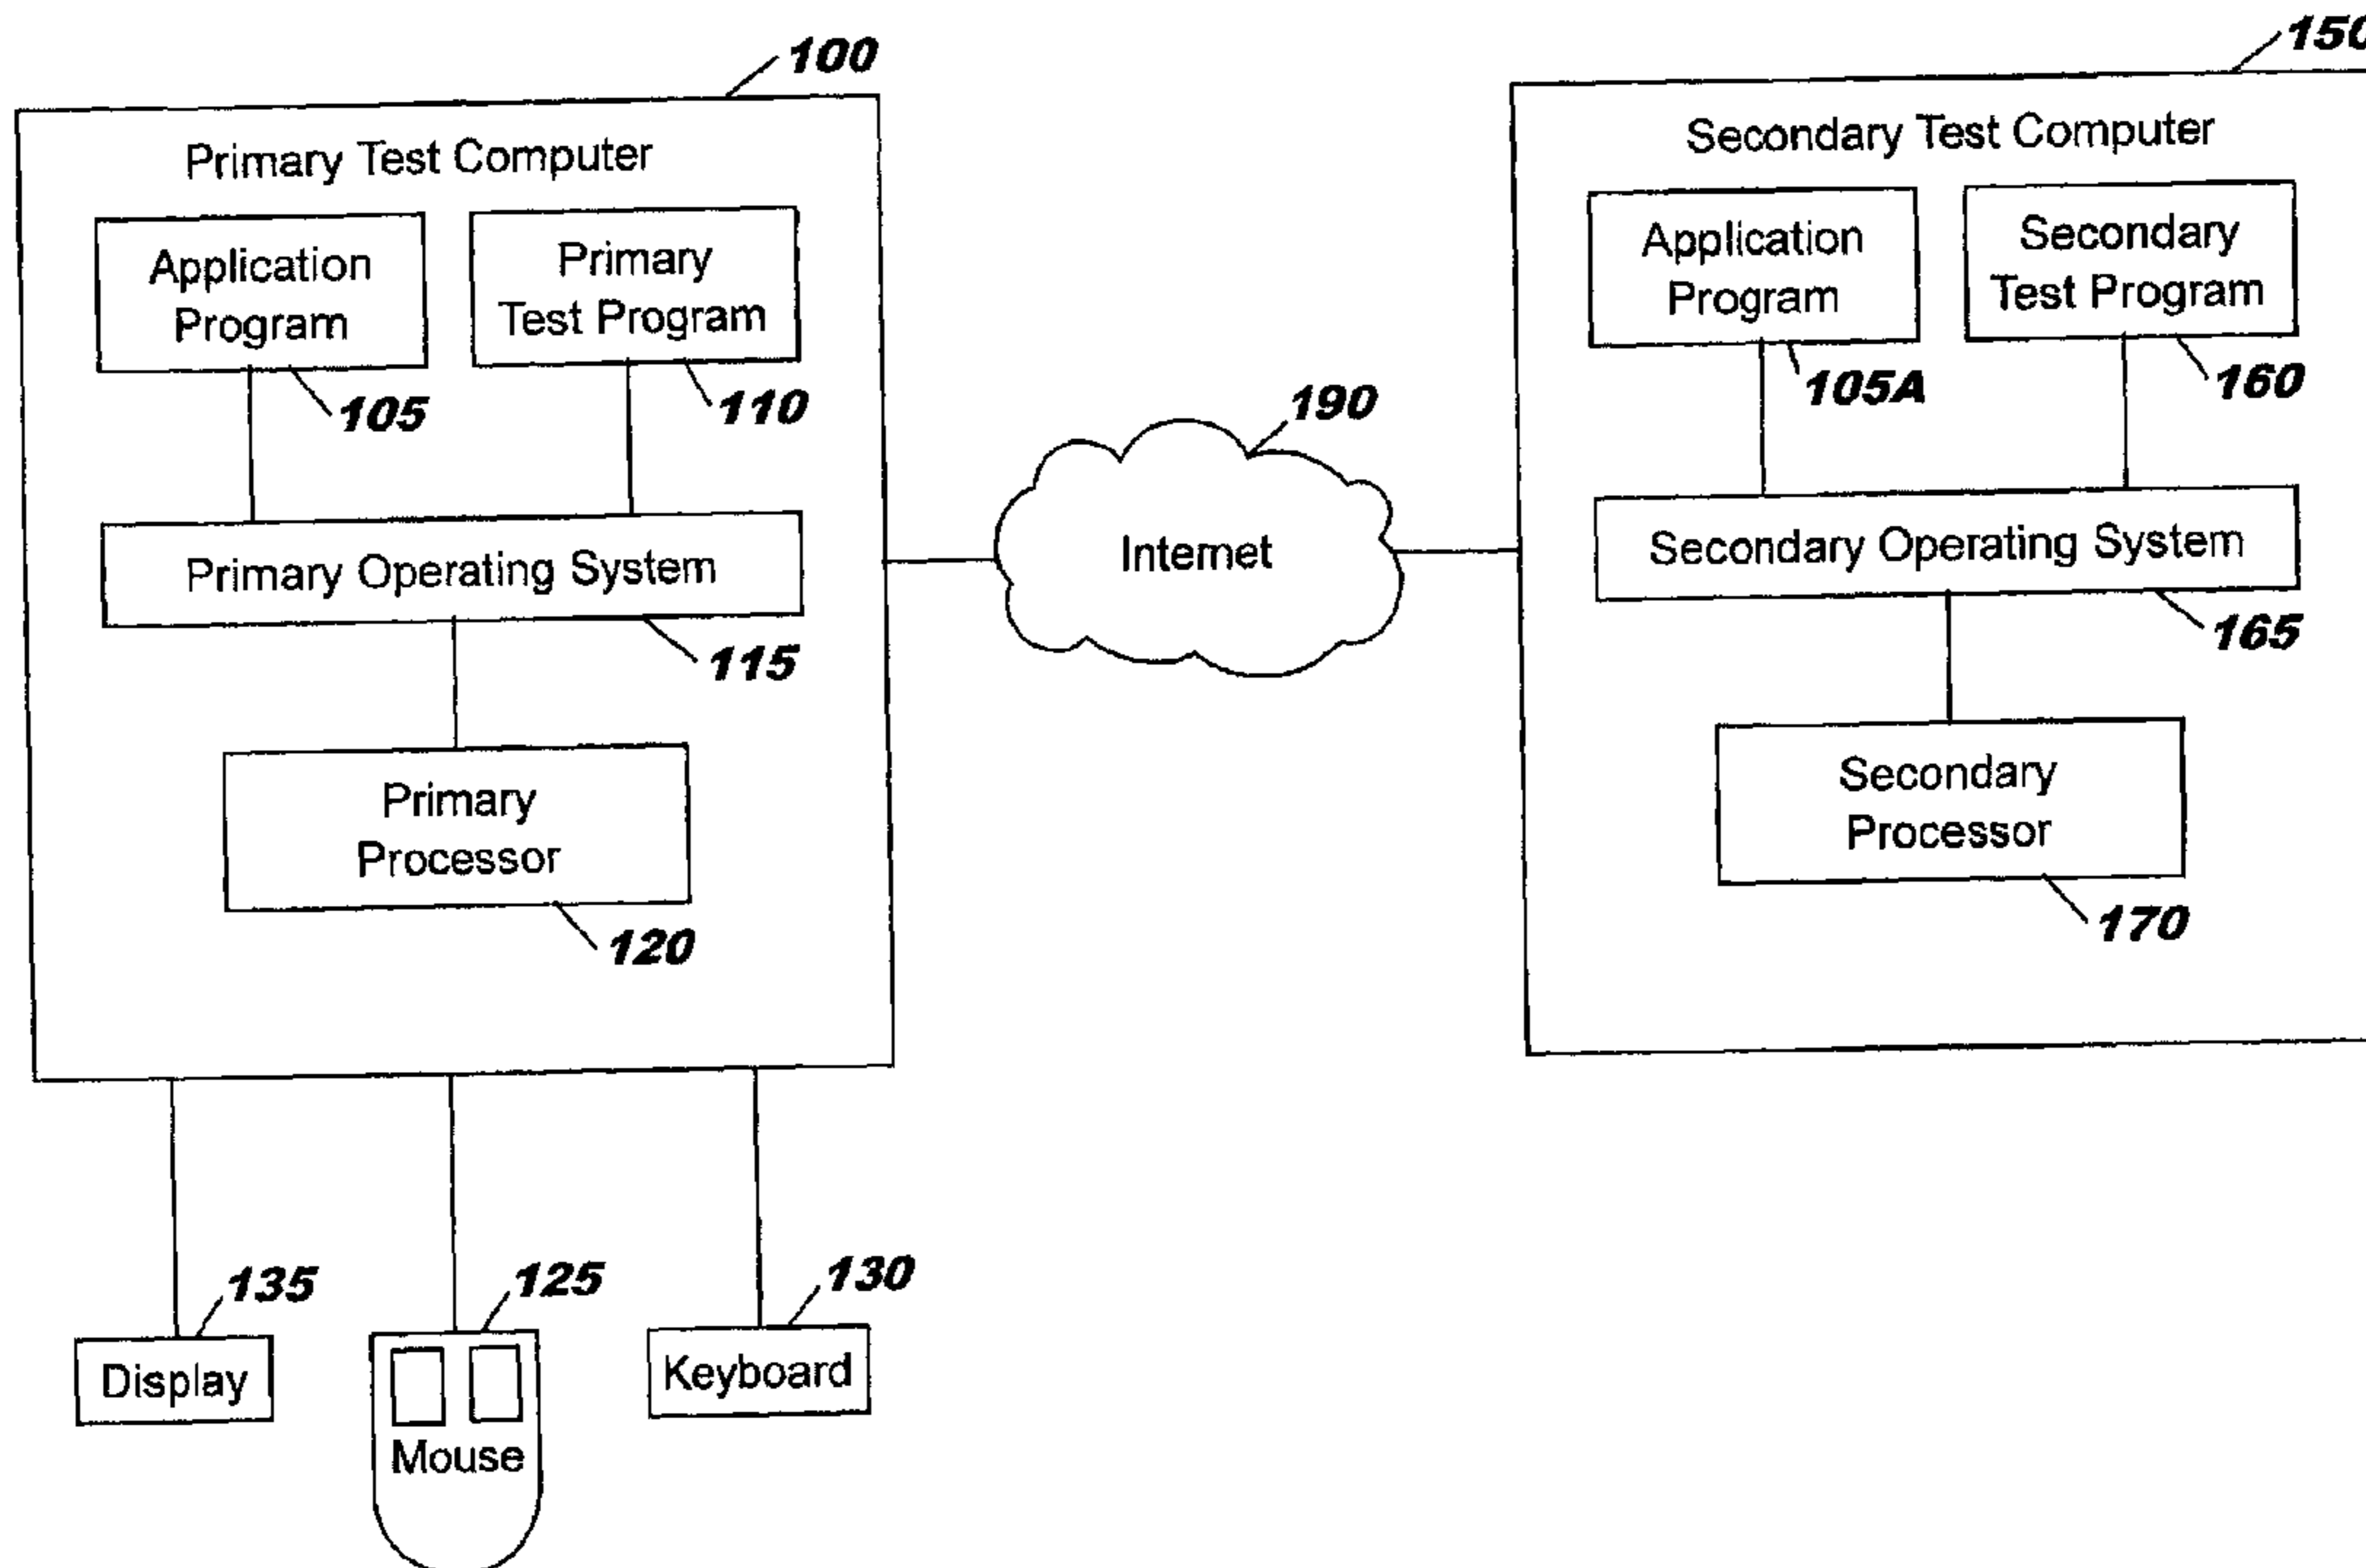 100
Primary Test Computer
Application
Program
105
Primary
Test Program
110
Primary Operating System
115
Primary
Processor
120
135
Display
125
Mouse
130
Keyboard
190
Internet
150
Secondary Test Computer
Application
Program
105A
Secondary
Test Program
160
Secondary Operating System
165
Secondary
Processor
170